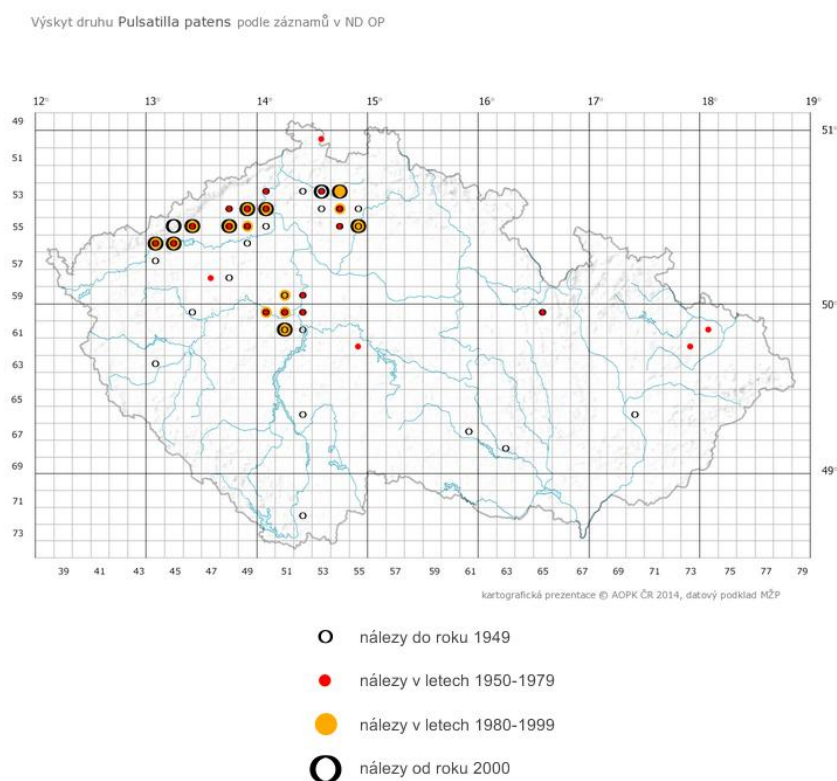 Výskyt druhu Pulsatilla patens podle záznamů v ND OP
12° 13° 14° 15° 16° 17° 18° 19°
49
51°
51
53
55
57
59
50°
61
63
65
67
69
49°
71
73
39 41 43 45 47 49 51 53 55 57 59 61 63 65 67 69 71 73 75 77 79
kartografická prezentace © AOPK ČR 2014, datový podklad MŽP
nálezy do roku 1949
nálezy v letech 1950-1979
nálezy v letech 1980-1999
nálezy od roku 2000